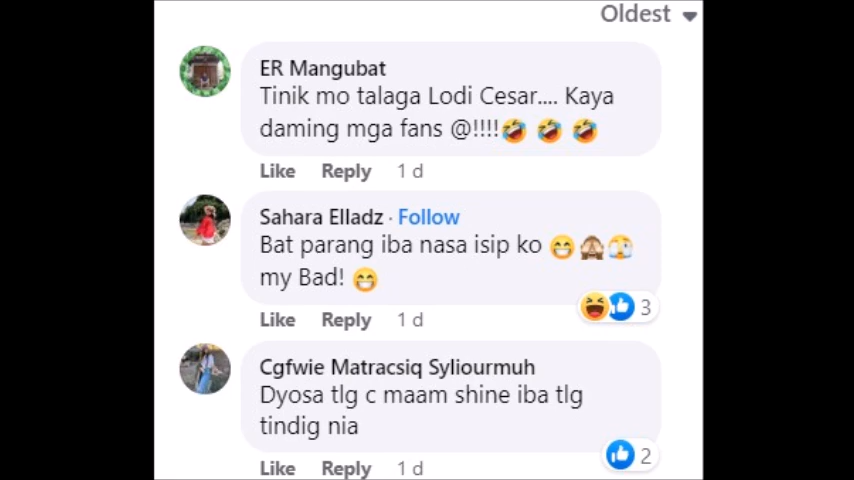 Oldest
ER Mangubat
Tinik mo talaga Lodi Cesar.... Kaya
daming mga fans @!!!!🤣 🤣 🤣
Like Reply 1 d
Sahara Elladz · Follow
Bat parang iba nasa isip ko 😁🙈🫣
my Bad! 😁
3
Like Reply 1 d
Cgfwie Matracsiq Syliourmuh
Dyosa tlg c maam shine iba tlg
tindig nia
2
Like Reply 1 d